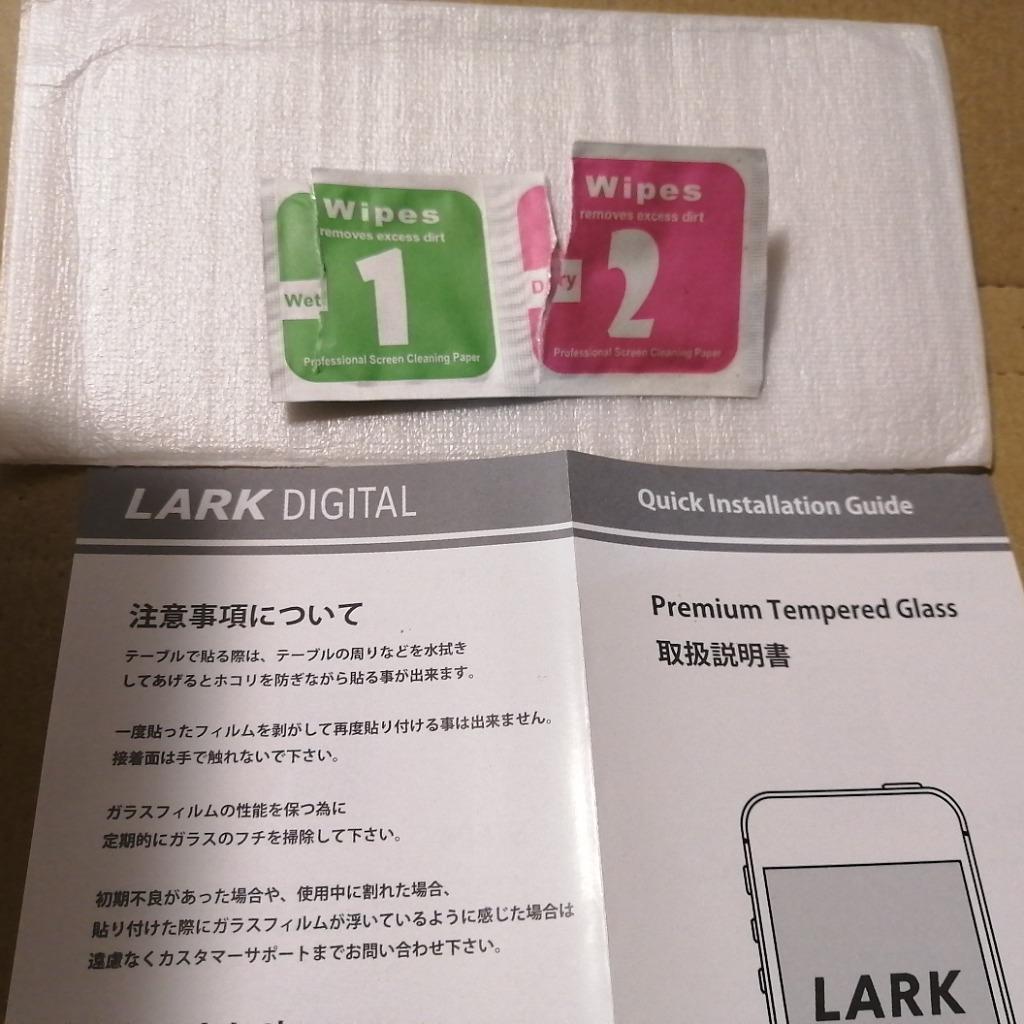 Wipes
removes excess dirt
1
Wet
Professional Screen Cleaning Paper
Wipes
removes excess dirt
2
Dry
Professional Screen Cleaning Paper
LARK DIGITAL
注意事項について
テーブルで貼る際は、テーブルの周りなどを水拭き
してあげるとホコリを防ぎながら貼る事が出来ます。
一度貼ったフィルムを剥がして再度貼り付ける事は出来ません。
接着面は手で触れないで下さい。
ガラスフィルムの性能を保つ為に
定期的にガラスのフチを掃除して下さい。
初期不良があった場合や、使用中に割れた場合、
貼り付けた際にガラスフィルムが浮いているように感じた場合は
遠慮なくカスタマーサポートまでお問い合わせ下さい。
Quick Installation Guide
Premium Tempered Glass
取扱説明書
LARK